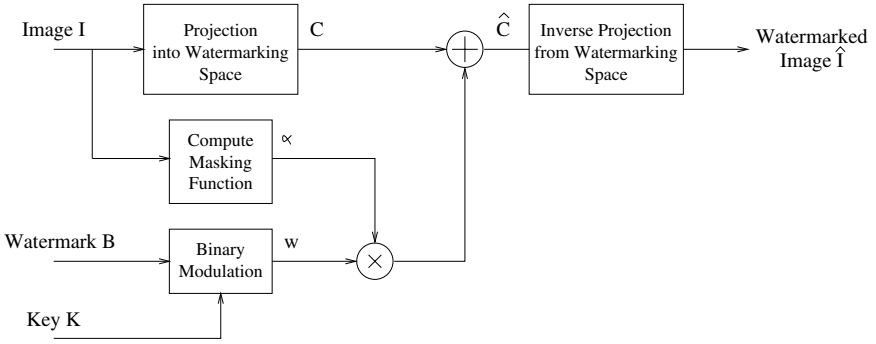 Image I
Projection
into Watermarking
Space
C
+
Ĉ
Inverse Projection
from Watermarking
Space
Watermarked
Image Î
Compute
Masking
Function
∝
Watermark B
Binary
Modulation
w
×
Key K